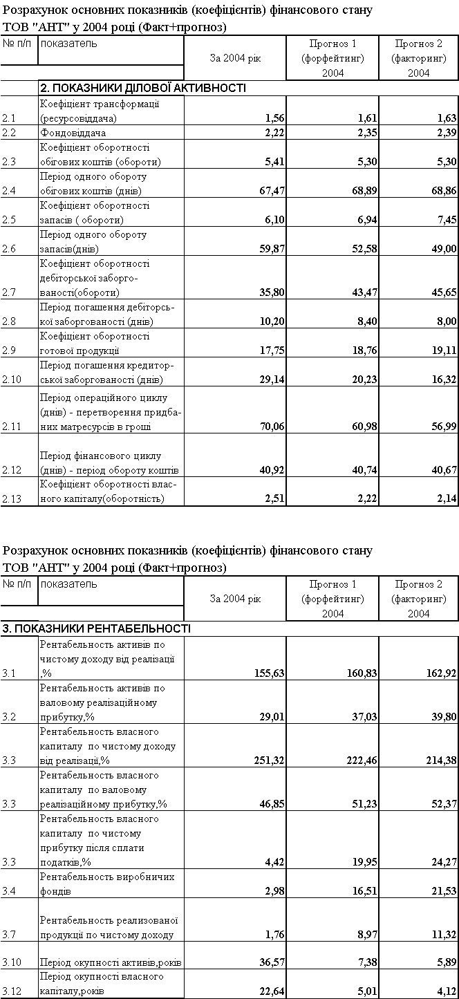 Розрахунок основних показників (коефіцієнтів) фінансового стану
ТОВ "АНТ" у 2004 році (Факт+прогноз)
№ п/п показатель За 2004 рік Прогноз 1 (форфейтинг) 2004 Прогноз 2 (факторинг) 2004
2. ПОКАЗНИКИ ДІЛОВОЇ АКТИВНОСТІ
Коефіцієнт трансформації
2.1 (ресурсовіддача) 1,56 1,61 1,63
2.2 Фондовіддача 2,22 2,35 2,39
Коефіцієнт оборотності
2.3 обігових коштів (обороти) 5,41 5,30 5,30
Період одного обороту
2.4 обігових коштів (днів) 67,47 68,89 68,86
Коефіцієнт оборотності
2.5 запасів ( обороти) 6,10 6,94 7,45
Період одного обороту
2.6 запасів(днів) 59,87 52,58 49,00
Коефіцієнт оборотності
дебіторської заборго-
2.7 ваності(обороти) 35,80 43,47 45,65
Період погашення дебіторсь-
2.8 кої заборгованості (днів) 10,20 8,40 8,00
Коефіцієнт оборотності
2.9 готової продукції 17,75 18,76 19,11
Період погашення кредитор-
2.10 ської заборгованості (днів) 29,14 20,23 16,32
Період операційного циклу
(днів) - перетворення придба-
2.11 них матресурсів в гроші 70,06 60,98 56,99
Період фінансового циклу
2.12 (днів) - період обороту коштів 40,92 40,74 40,67
Коефіцієнт оборотності влас-
2.13 ного капіталу(оборотність) 2,51 2,22 2,14
Розрахунок основних показників (коефіцієнтів) фінансового стану
ТОВ "АНТ" у 2004 році (Факт+прогноз)
№ п/п показатель За 2004 рік Прогноз 1 (форфейтинг) 2004 Прогноз 2 (факторинг) 2004
3. ПОКАЗНИКИ РЕНТАБЕЛЬНОСТІ
Рентабельность активів по
чистому доходу від реалізації
3.1 ,% 155,63 160,83 162,92
Рентабельность активів по
валовому реалізаційному
3.2 прибутку,% 29,01 37,03 39,80
Рентабельность власного
капиталу по чистому доходу
3.3 від реалізації,% 251,32 222,46 214,38
Рентабельность власного
капиталу по валовому
3.3 реалізаційному прибутку,% 46,85 51,23 52,37
Рентабельность власного
капиталу по чистому
прибутку після сплати
3.3 податків,% 4,42 19,95 24,27
Рентабельность виробничих
3.4 фондів 2,98 16,51 21,53
Рентабельность реализованої
3.7 продукції по чистому доходу 1,76 8,97 11,32
3.10 Період окупності активів,років 36,57 7,38 5,89
Період окупності власного
3.12 капіталу,років 22,64 5,01 4,12